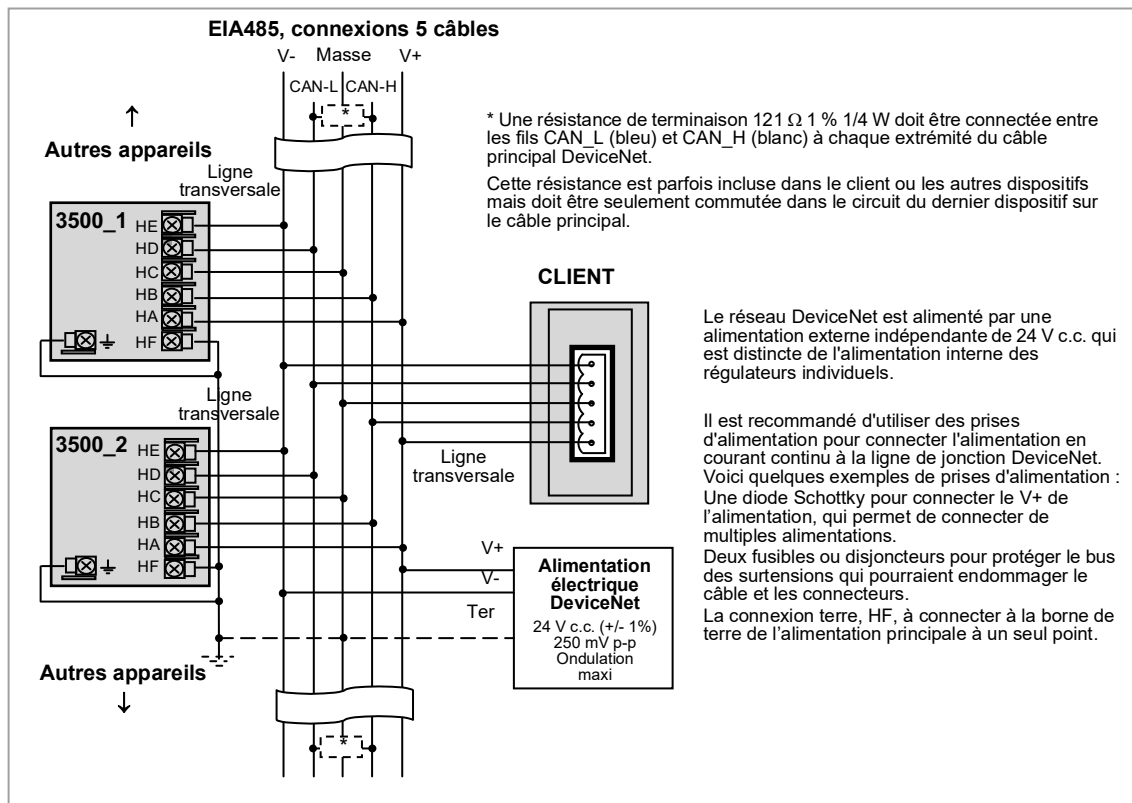 EIA485, connexions 5 câbles
V- Masse V+
CAN-L CAN-H
*
↑
Autres appareils
Ligne
transversale
3500_1
HE
HD
HC
HB
HA
HF
* Une résistance de terminaison 121 Ω 1 % 1/4 W doit être connectée entre
les fils CAN_L (bleu) et CAN_H (blanc) à chaque extrémité du câble
principal DeviceNet.
Cette résistance est parfois incluse dans le client ou les autres dispositifs
mais doit être seulement commutée dans le circuit du dernier dispositif sur
le câble principal.
CLIENT
Ligne
transversale
Ligne
transversale
3500_2
HE
HD
HC
HB
HA
HF
Le réseau DeviceNet est alimenté par une
alimentation externe indépendante de 24 V c.c. qui
est distincte de l'alimentation interne des
régulateurs individuels.
Il est recommandé d'utiliser des prises
d'alimentation pour connecter l'alimentation en
courant continu à la ligne de jonction DeviceNet.
Voici quelques exemples de prises d'alimentation :
Une diode Schottky pour connecter le V+ de
l’alimentation, qui permet de connecter de
multiples alimentations.
Deux fusibles ou disjoncteurs pour protéger le bus
des surtensions qui pourraient endommager le
câble et les connecteurs.
La connexion terre, HF, à connecter à la borne de
terre de l’alimentation principale à un seul point.
V+
V-
Ter
Alimentation
électrique
DeviceNet
24 V c.c. (+/- 1%)
250 mV p-p
Ondulation
maxi
Autres appareils
↓
*